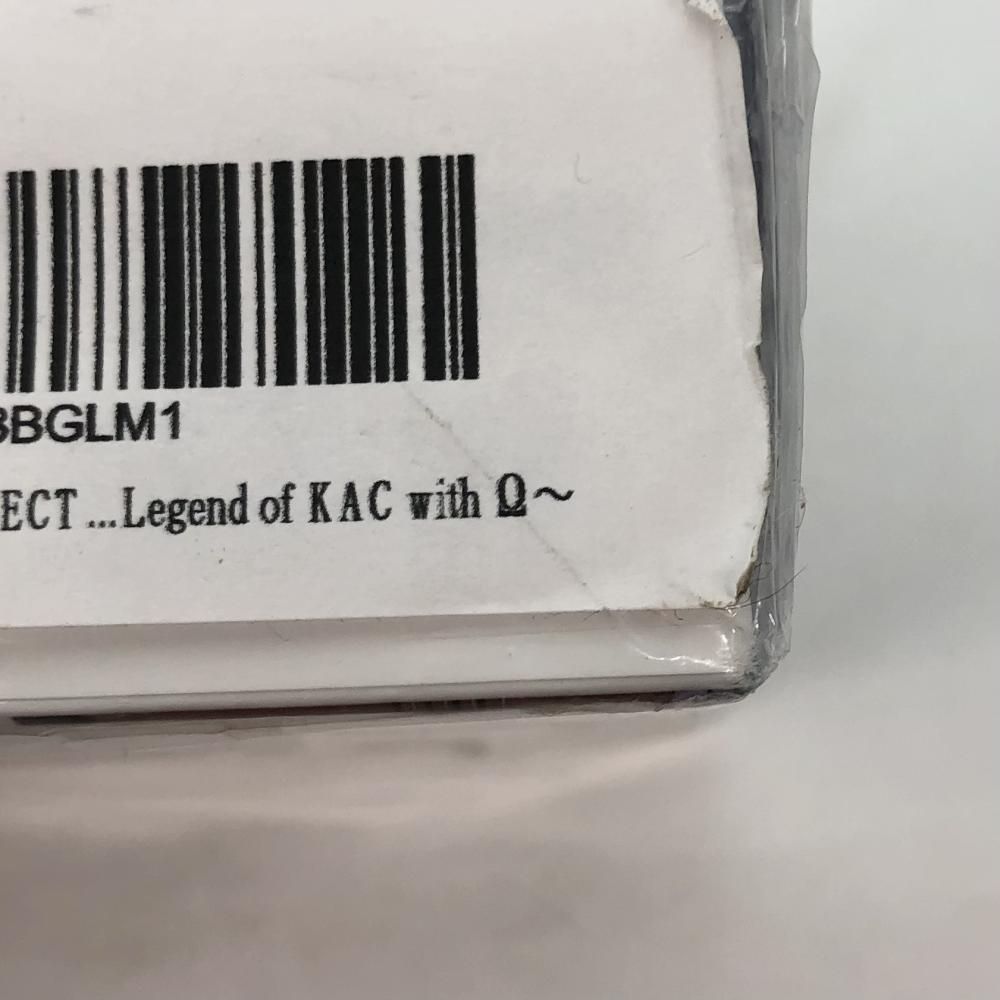 BBGLM1
ECT ...Legend of KAC with Ω～